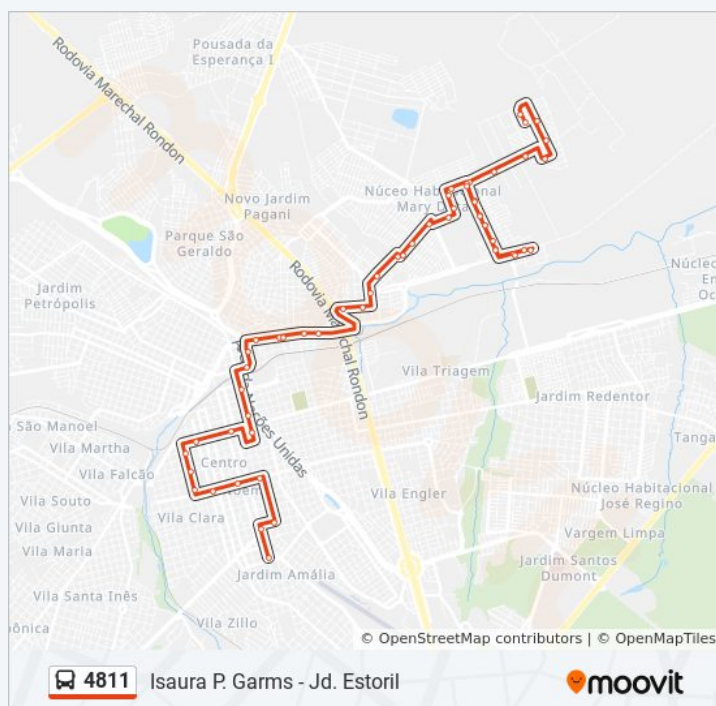 Pousada da
Esperança I
Rodovia Marechal Rondon
Núcleo Habitacional
Novo Jardim
Pagani
Parque São
Geraldo
Rodovia Marechal Rondon
Jardim
Petrópolis
Vila Triagem
Jardim Redentor
São Manoel
Vila Martha
Vila Falcão
Nações Unidas
Centro
Vila Souto
Vila Engler
Núcleo Habitacional
José Regino
Tanga
Vila Clara
Vila Giunta
Vila Maria
Vargem Limpa
Jardim Santos
Dumont
Jardim Amália
Vila Santa Inês
Vila Zillo
ônica
© OpenStreetMap contributors | © OpenMapTiles
4811 Isaura P. Garms - Jd. Estoril
moovit